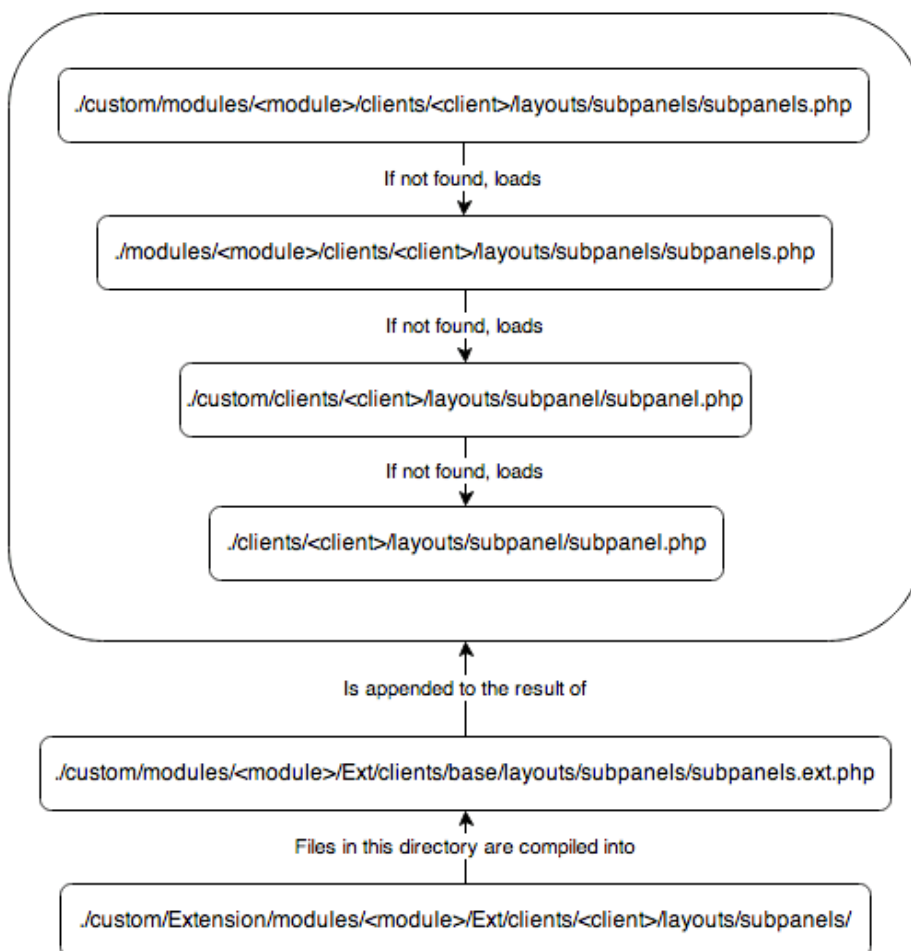 ./custom/modules/<module>/clients/<client>/layouts/subpanels/subpanels.php
If not found, loads
./modules/<module>/clients/<client>/layouts/subpanels/subpanels.php
If not found, loads
./custom/clients/<client>/layouts/subpanel/subpanel.php
If not found, loads
./clients/<client>/layouts/subpanel/subpanel.php
Is appended to the result of
./custom/modules/<module>/Ext/clients/base/layouts/subpanels/subpanels.ext.php
Files in this directory are compiled into
./custom/Extension/modules/<module>/Ext/clients/<client>/layouts/subpanels/